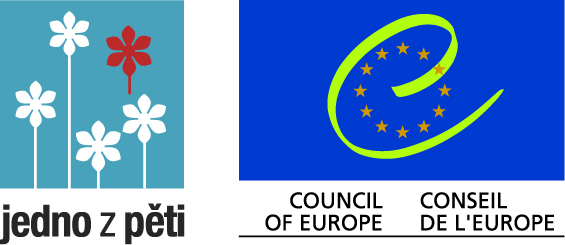 jedno z pěti
COUNCIL OF EUROPE
CONSEIL DE L'EUROPE